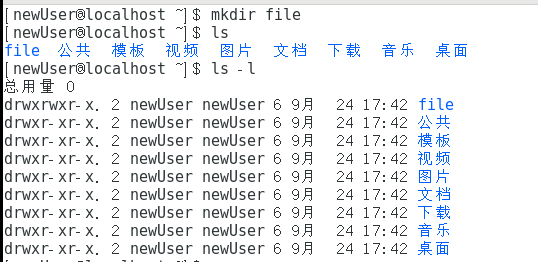 [newUser@localhost ~]$ mkdir file
[newUser@localhost ~]$ ls
file 公共 模板 视频 图片 文档 下载 音乐 桌面
[newUser@localhost ~]$ ls -l
总用量 0
drwxrwxr-x. 2 newUser newUser 6 9月 24 17:42 file
drwxr-xr-x. 2 newUser newUser 6 9月 24 17:42 公共
drwxr-xr-x. 2 newUser newUser 6 9月 24 17:42 模板
drwxr-xr-x. 2 newUser newUser 6 9月 24 17:42 视频
drwxr-xr-x. 2 newUser newUser 6 9月 24 17:42 图片
drwxr-xr-x. 2 newUser newUser 6 9月 24 17:42 文档
drwxr-xr-x. 2 newUser newUser 6 9月 24 17:42 下载
drwxr-xr-x. 2 newUser newUser 6 9月 24 17:42 音乐
drwxr-xr-x. 2 newUser newUser 6 9月 24 17:42 桌面
[newUser@localhost ~]$